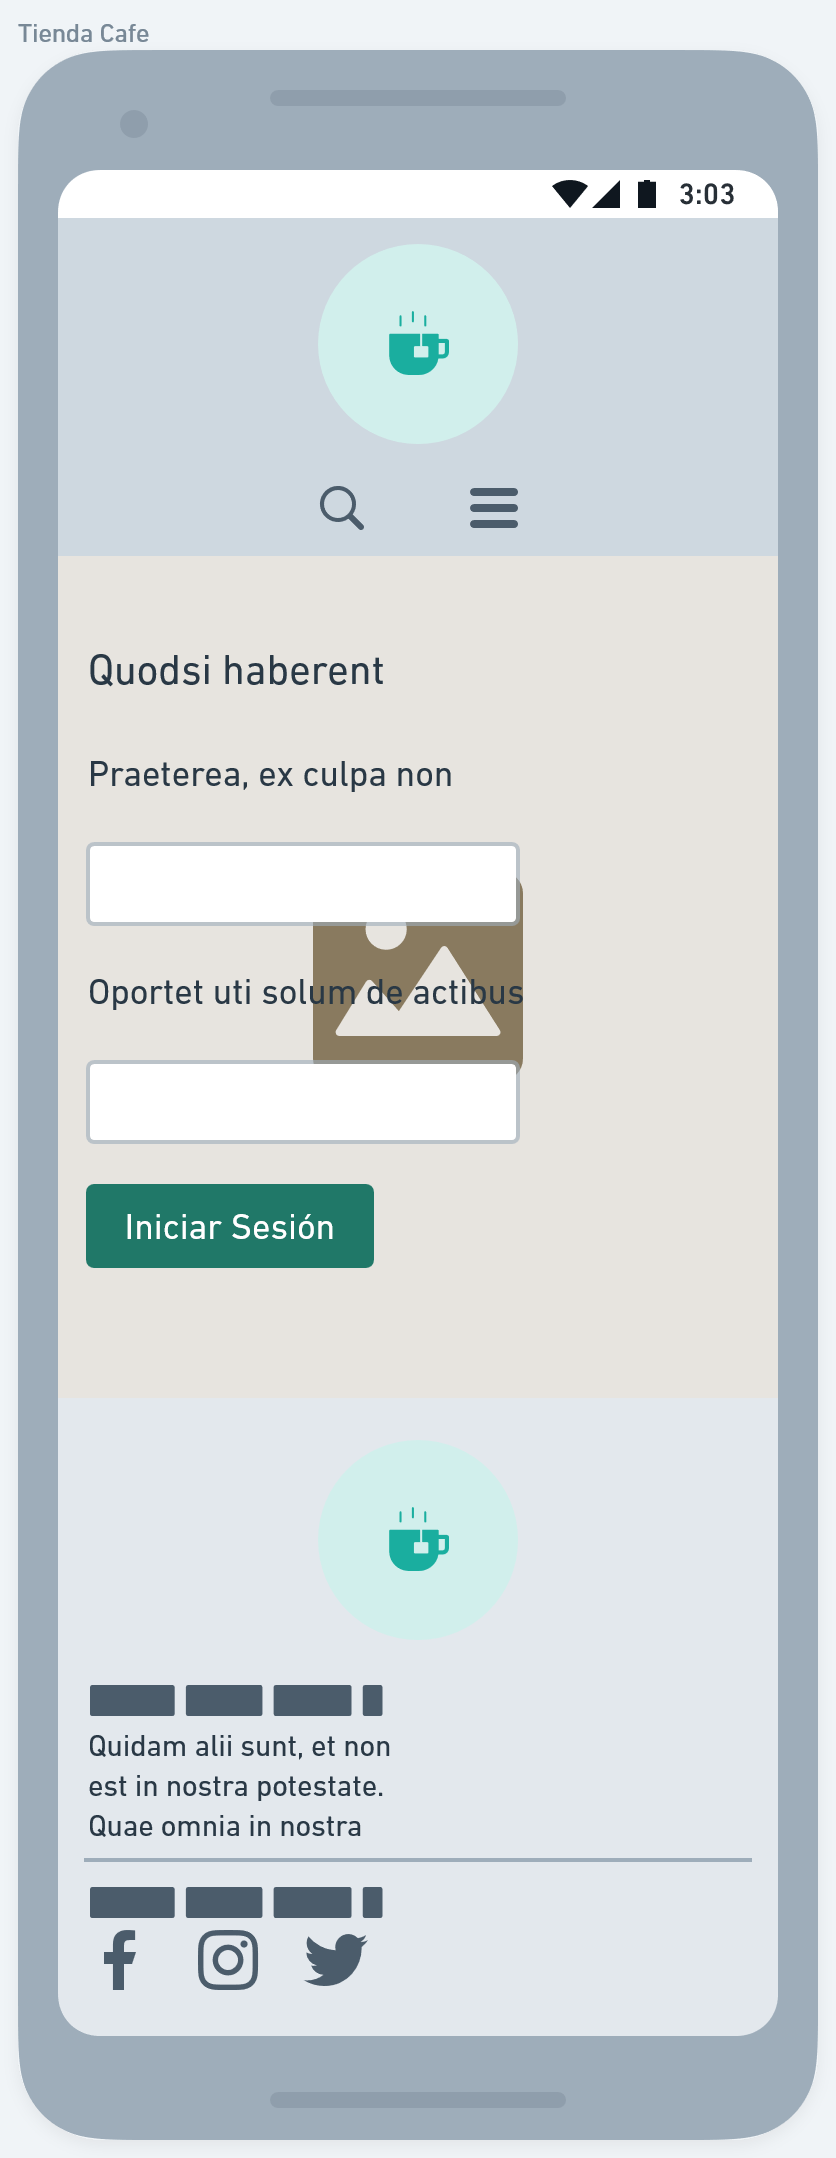 Tienda Cafe
3:03
Quodsi haberent
Praeterea, ex culpa non
Oportet uti solum de actibus
Iniciar Sesión
Quidam alii sunt, et non
est in nostra potestate.
Quae omnia in nostra